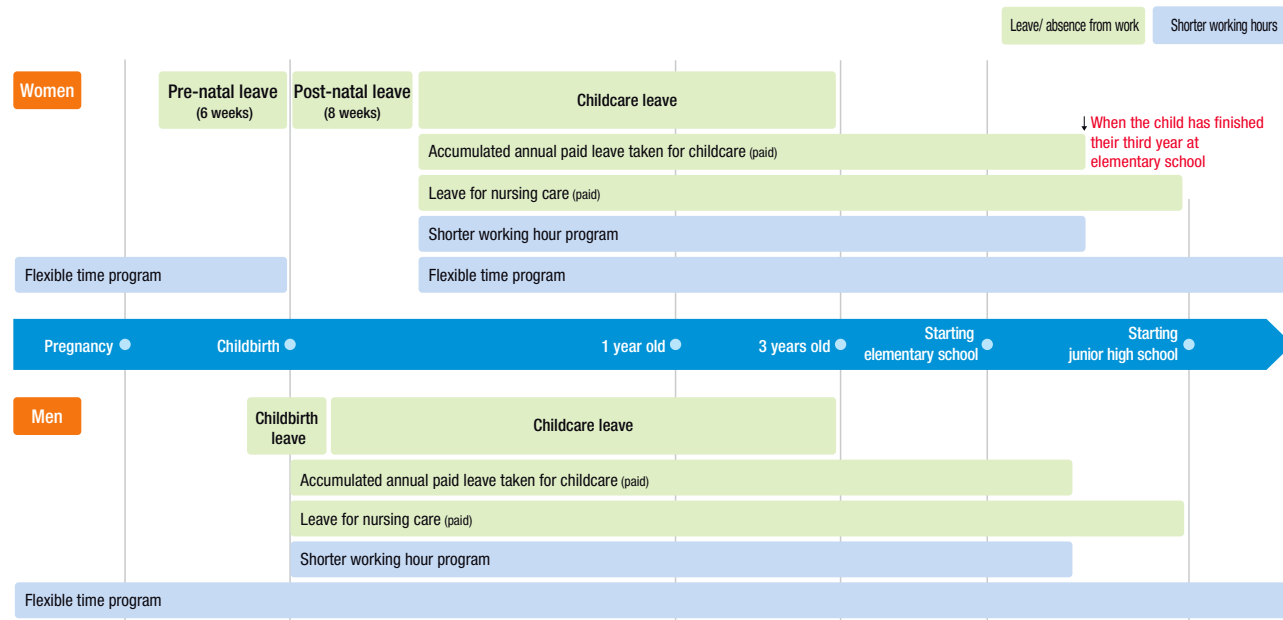 Leave/ absence from work
Shorter working hours
Women
Pre-natal leave
(6 weeks)
Post-natal leave
(8 weeks)
Childcare leave
↓ When the child has finished
their third year at
elementary school
Accumulated annual paid leave taken for childcare (paid)
Leave for nursing care (paid)
Shorter working hour program
Flexible time program
Flexible time program
Pregnancy
Childbirth
1 year old
3 years old
Starting
elementary school
Starting
junior high school
Men
Childbirth
leave
Childcare leave
Accumulated annual paid leave taken for childcare (paid)
Leave for nursing care (paid)
Shorter working hour program
Flexible time program